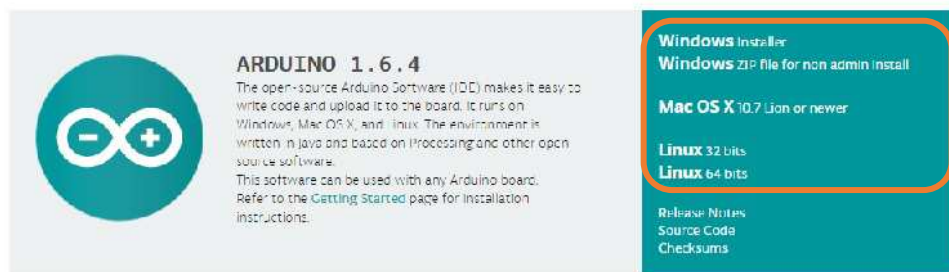 ARDUINO 1.6.4
The open-source Arduino Software (IDE) makes it easy to
write code and upload it to the board. It runs on
Windows, Mac OS X, and Linux. The environment is
written in Java and based on Processing and other open
source software.
This software can be used with any Arduino board.
Refer to the Getting Started page for Installation
instructions.
Windows Installer
Windows ZIP file for non admin install
Mac OS X 10.7 Lion or newer
Linux 32 bits
Linux 64 bits
Release Notes
Source Code
Checksums